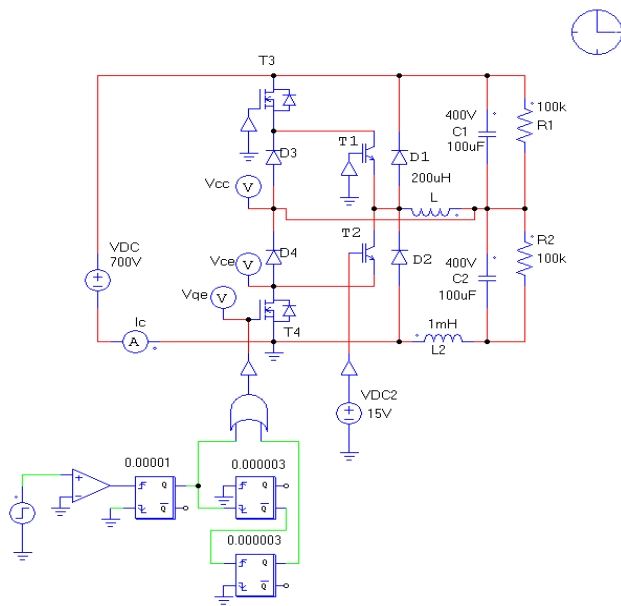 T3
400V
C1
100uF
100k
R1
D3
T1
D1
200uH
L
Vcc
V
T2
R2
100k
D4
D2
400V
C2
100uF
Vce
V
VDC
700V
Vqe
V
T4
Ic
A
1mH
L2
VDC2
15V
0.00001
Q
Q
0.000003
Q
Q
0.000003
Q
Q